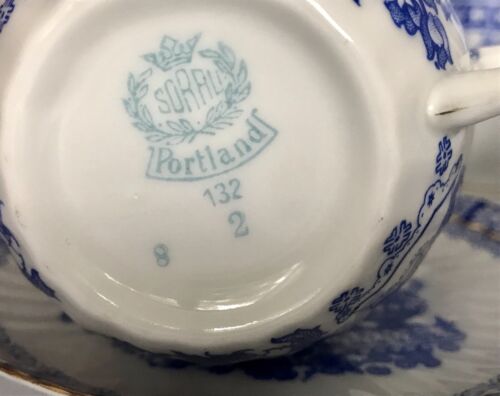 SORAU
Portland
132
2
8